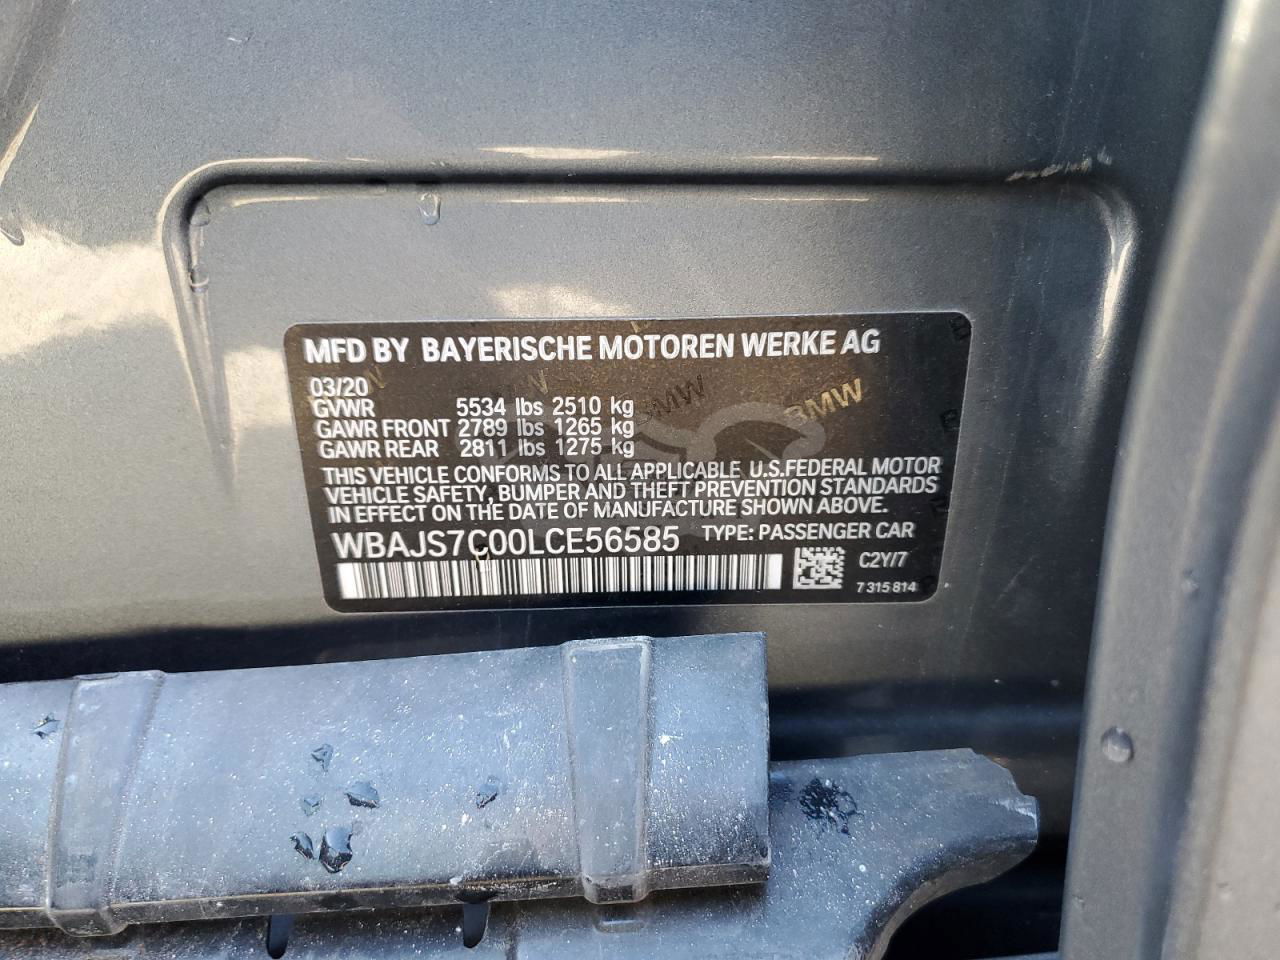 MFD BY BAYERISCHE MOTOREN WERKE AG
03/20
GVWR 5534 lbs 2510 kg
GAWR FRONT 2789 lbs 1265 kg
GAWR REAR 2811 lbs 1275 kg
THIS VEHICLE CONFORMS TO ALL APPLICABLE U.S.FEDERAL MOTOR
VEHICLE SAFETY, BUMPER AND THEFT PREVENTION STANDARDS
IN EFFECT ON THE DATE OF MANUFACTURE SHOWN ABOVE.
WBAJS7C00LCE56585 TYPE: PASSENGER CAR
C2Y/7
7 315 814
BMW
BMW